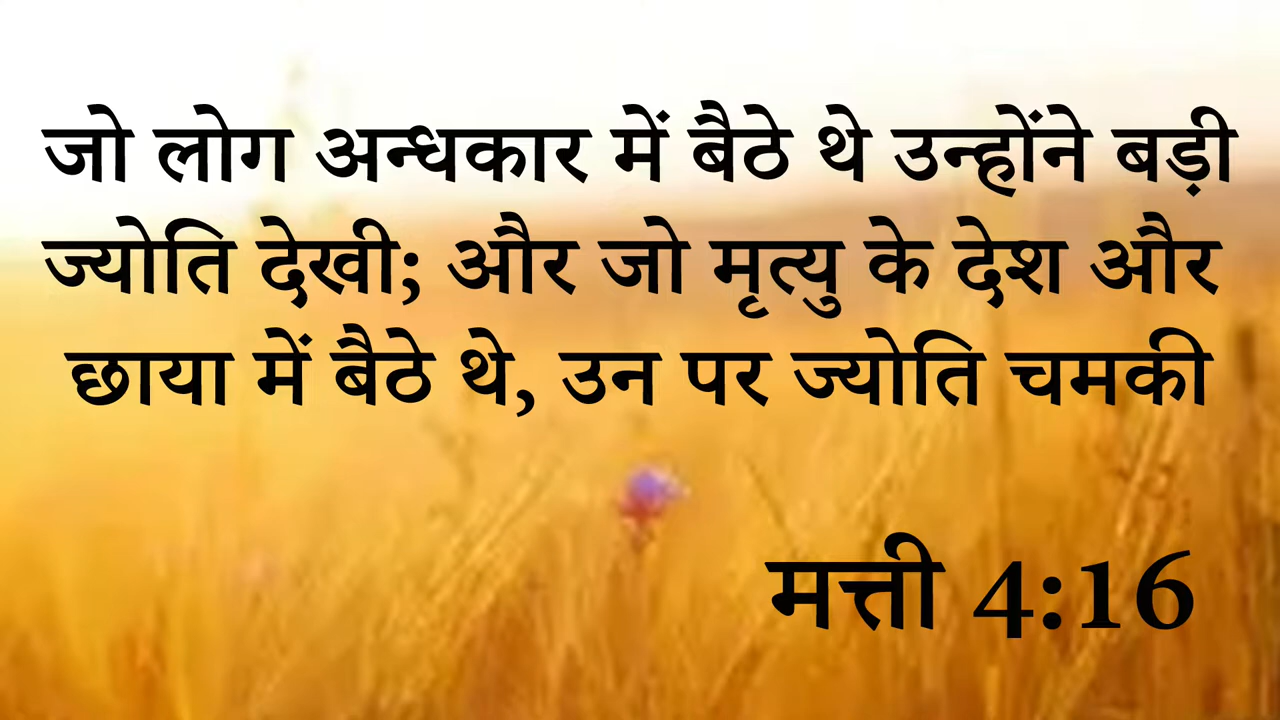 जो लोग अन्धकार में बैठे थे उन्होंने बड़ी
ज्योति देखी; और जो मृत्यु के देश और
छाया में बैठे थे, उन पर ज्योति चमकी
मत्ती 4:16